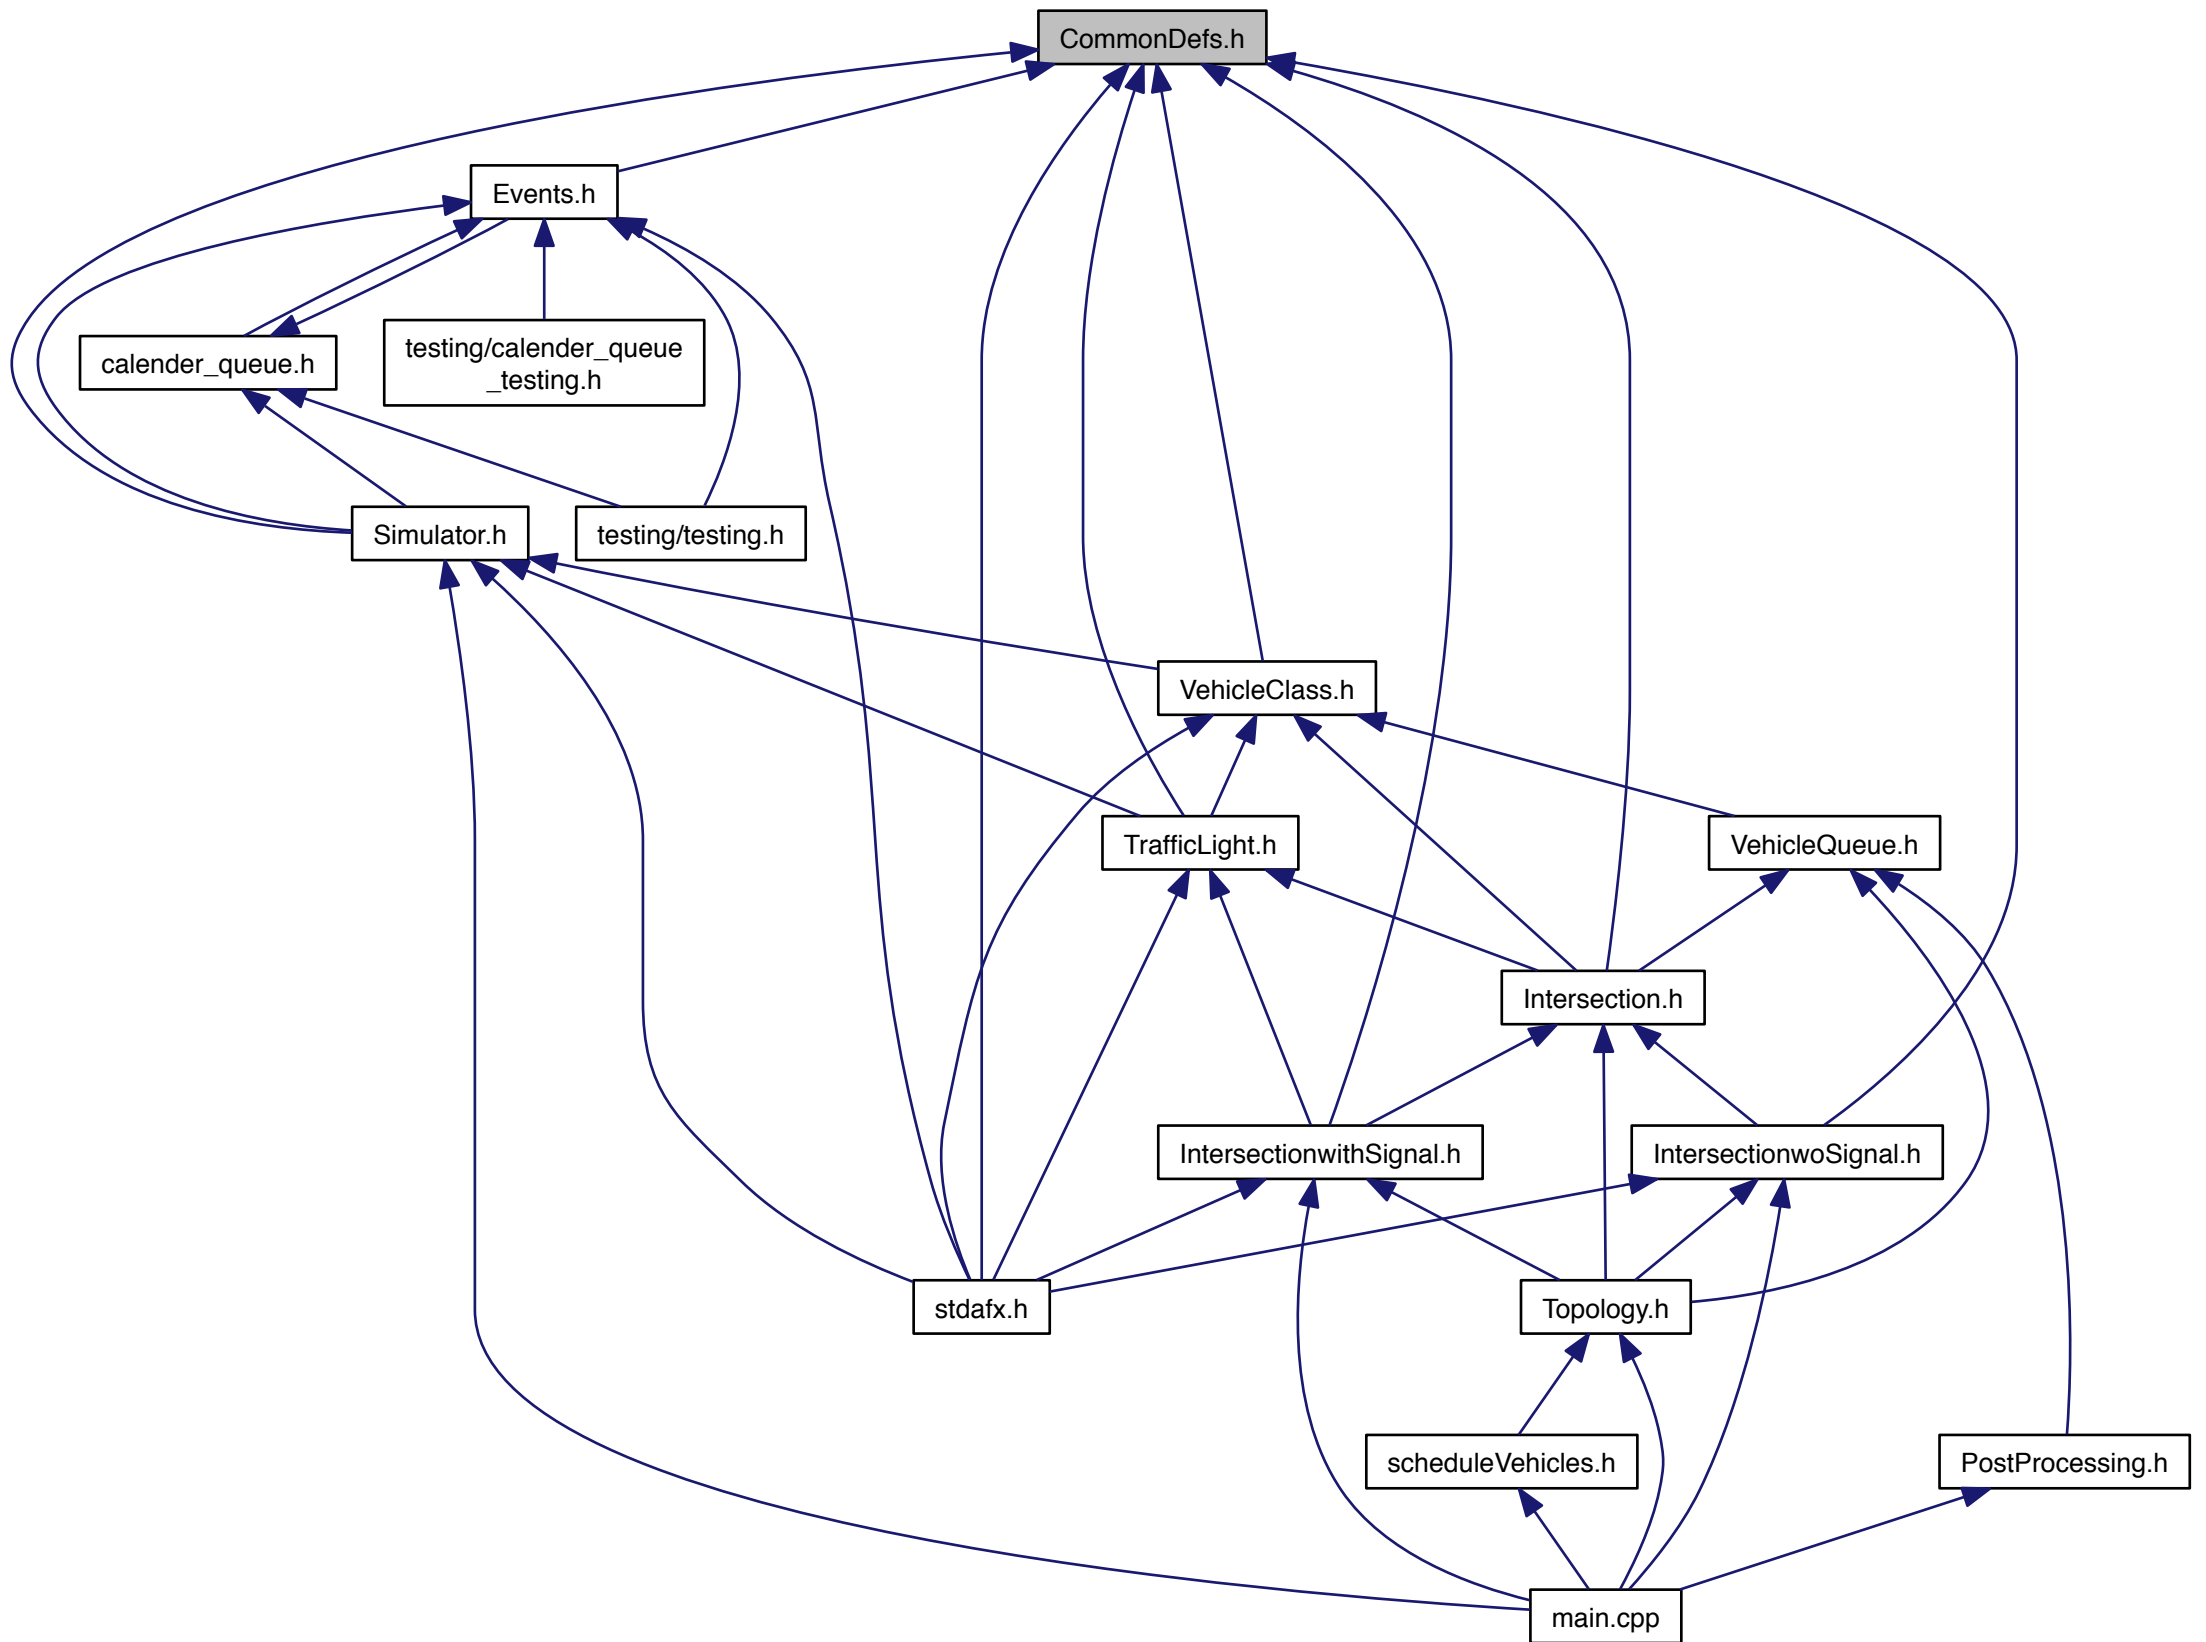 CommonDefs.h
Events.h
calender_queue.h
testing/calender_queue
_testing.h
Simulator.h
testing/testing.h
VehicleClass.h
TrafficLight.h
VehicleQueue.h
Intersection.h
IntersectionwithSignal.h
IntersectionwoSignal.h
stdafx.h
Topology.h
scheduleVehicles.h
PostProcessing.h
main.cpp